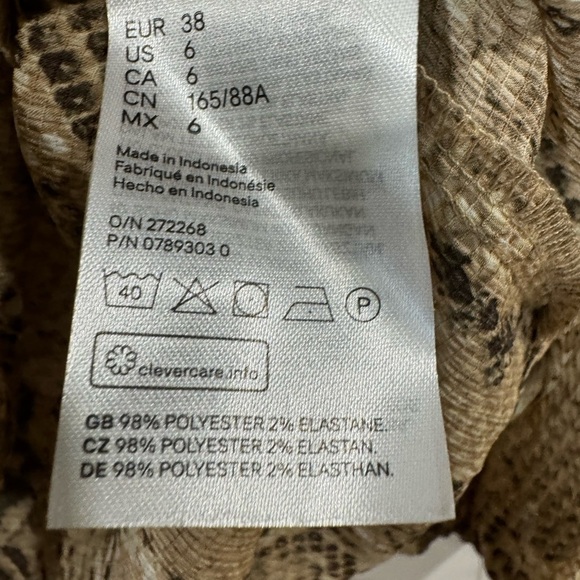 EUR 38
US 6
CA 6
CN 165/88A
MX 6
Made in Indonesia
Fabriqué en Indonésie
Hecho en Indonesia
O/N 272268
P/N 0789303 0
40
P
clevercare.info
GB 98% POLYESTER 2% ELASTANE.
CZ 98% POLYESTER 2% ELASTAN.
DE 98% POLYESTER 2% ELASTHAN.